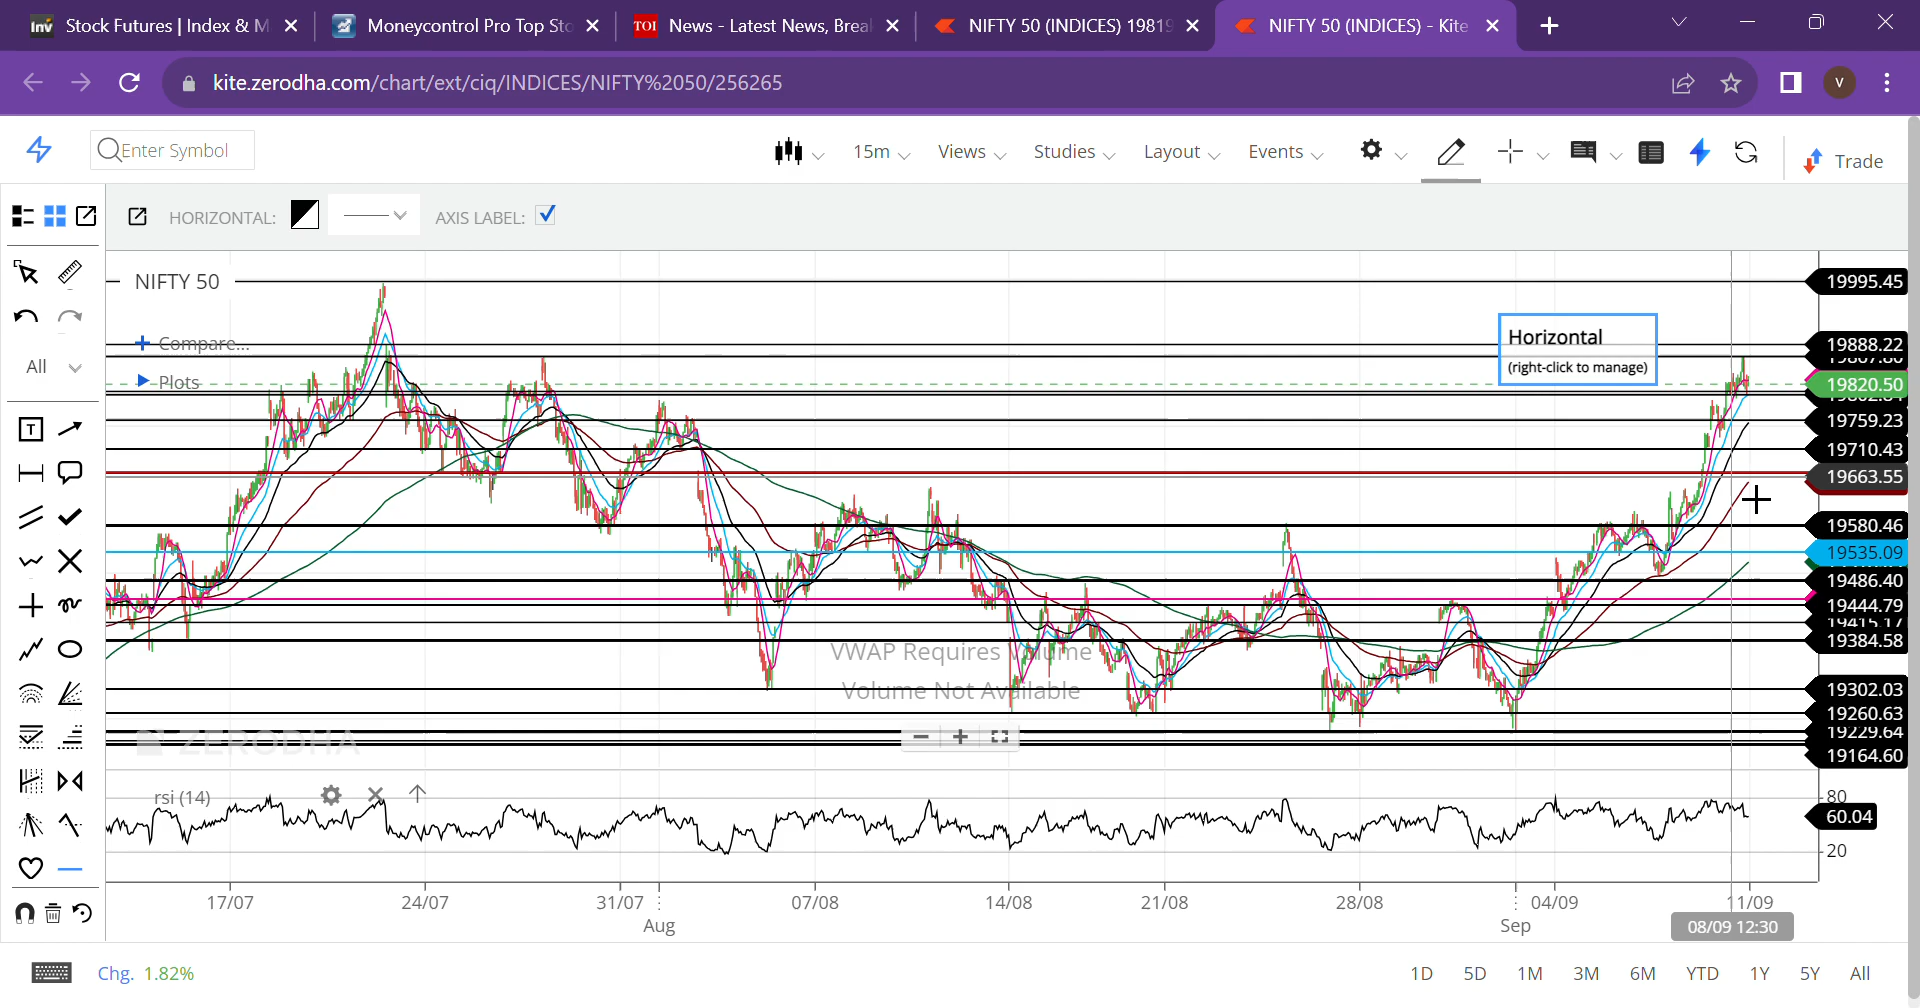 Stock Futures | Index & M
Moneycontrol Pro Top Sto
TOI News - Latest News, Brea
NIFTY 50 (INDICES) 19819
NIFTY 50 (INDICES) - Kite
kite.zerodha.com/chart/ext/ciq/INDICES/NIFTY%2050/256265
V
Enter Symbol
15m
Views
Studies
Layout
Events
Trade
HORIZONTAL:
AXIS LABEL:
NIFTY 50
Compare...
Plots
All
Horizontal
(right-click to manage)
19995.45
19888.22
19820.50
19759.23
19710.43
19663.55
19580.46
19535.09
19486.40
19444.79
19415.17
19384.58
19302.03
19260.63
19229.64
19164.60
VWAP Requires Volume
Volume Not Available
ZERODHA
rsi (14)
80
60.04
20
17/07
24/07
31/07
07/08
14/08
21/08
28/08
04/09
11/09
Aug
Sep
08/09 12:30
Chg. 1.82%
1D
5D
1M
3M
6M
YTD
1Y
5Y
All